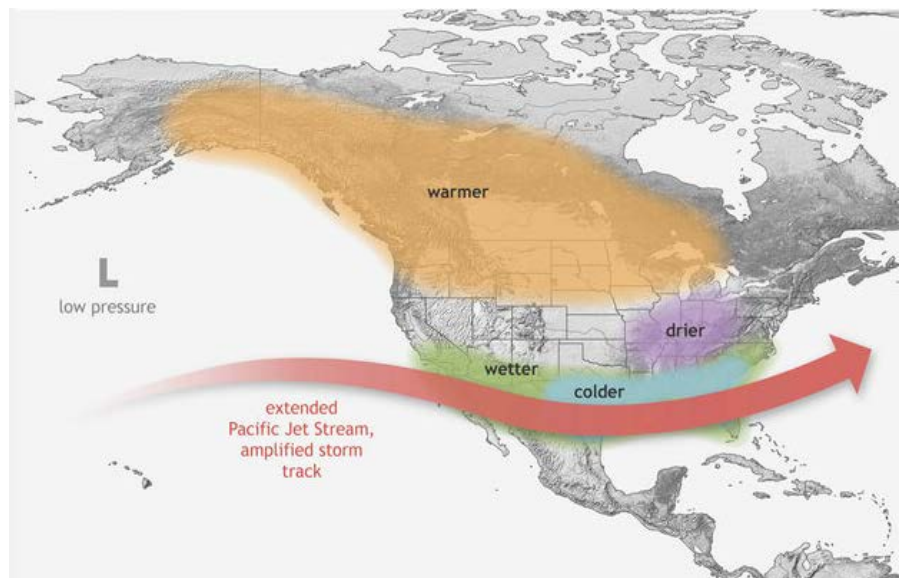 warmer
L
low pressure
drier
wetter
colder
extended
Pacific Jet Stream,
amplified storm
track